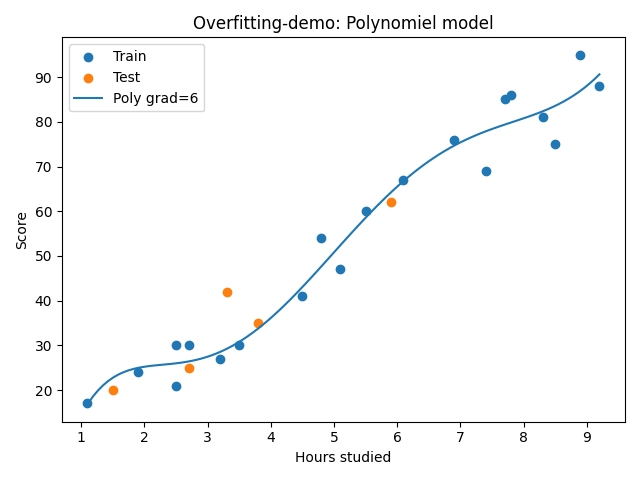 Overfitting-demo: Polynomiel model
Train
Test
Poly grad=6
90
80
70
60
50
40
30
20
Score
1 2 3 4 5 6 7 8 9
Hours studied